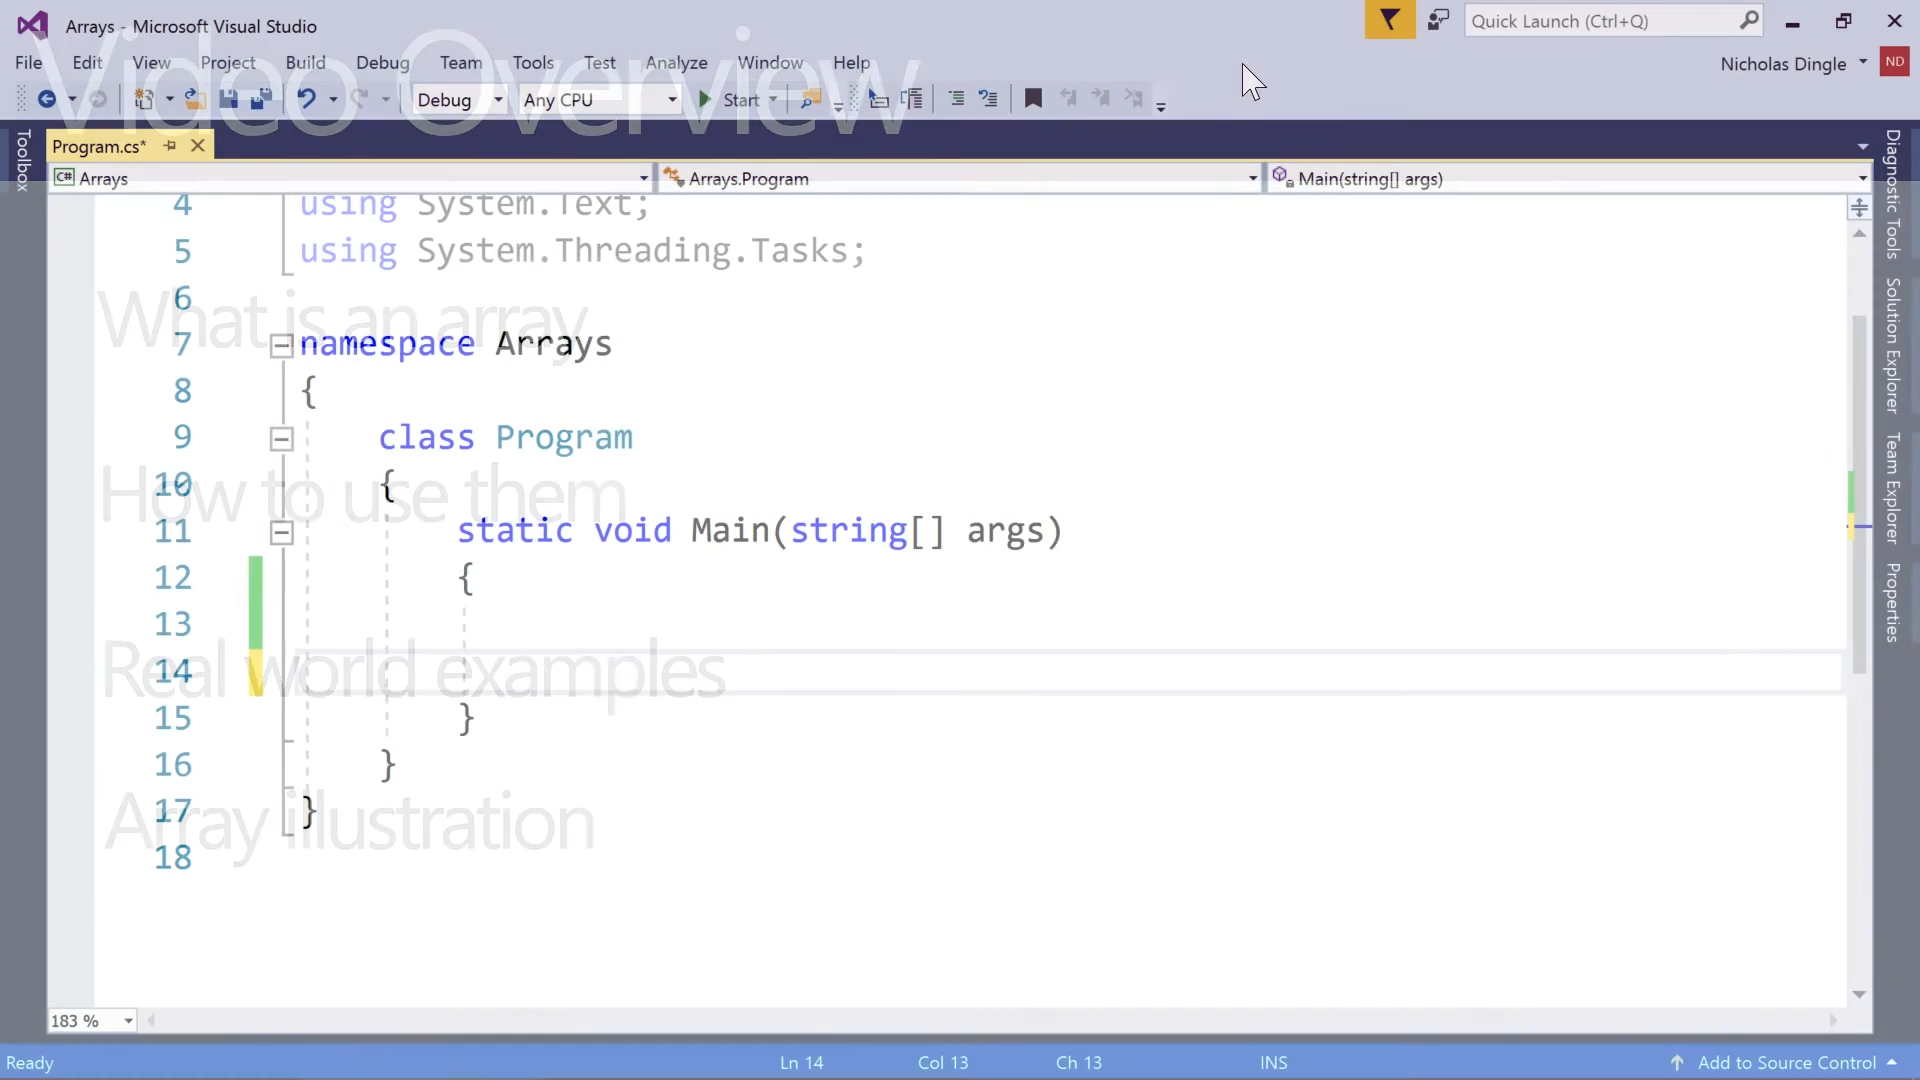 Arrays - Microsoft Visual Studio
Quick Launch (Ctrl+Q)
Video Overview
File Edit View Project Build Debug Team Tools Test Analyze Window Help
Nicholas Dingle ND
Debug Any CPU Start
Toolbox
Program.cs*
Arrays Arrays.Program Main(string[] args)
4 using System.Text;
5 using System.Threading.Tasks;
6
What is an array
7 namespace Arrays
8 {
9 class Program
10 {
How to use them
11 static void Main(string[] args)
12 {
13
14
Real world examples
15 }
16 }
17 }
Array illustration
18
Diagnostic Tools
Solution Explorer
Team Explorer
Properties
183 %
Ready Ln 14 Col 13 Ch 13 INS Add to Source Control